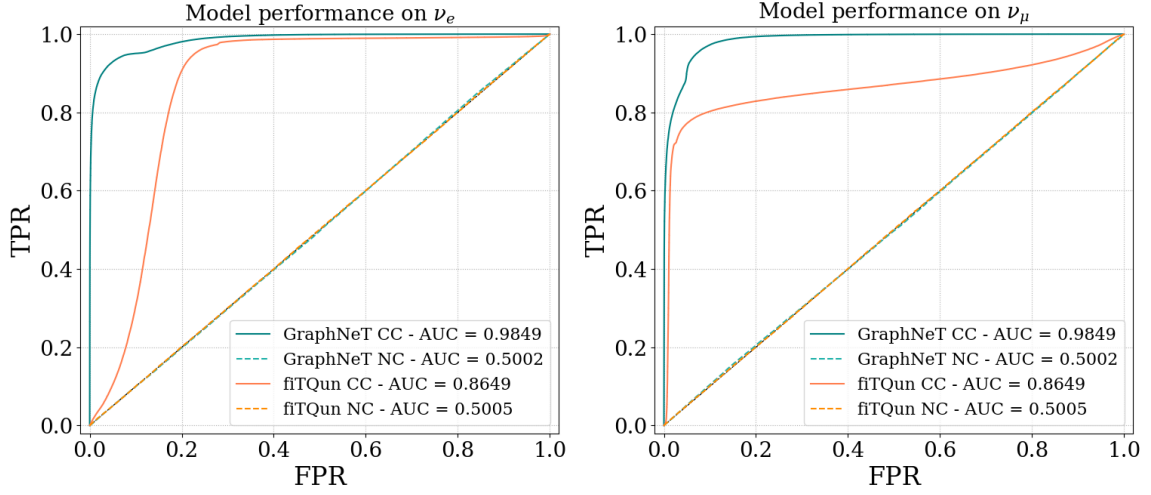 Model performance on νe
TPR
1.0
0.8
0.6
0.4
0.2
0.0
GraphNeT CC - AUC = 0.9849
GraphNeT NC - AUC = 0.5002
fiTQun CC - AUC = 0.8649
fiTQun NC - AUC = 0.5005
0.0 0.2 0.4 0.6 0.8 1.0
FPR
Model performance on νμ
TPR
1.0
0.8
0.6
0.4
0.2
0.0
GraphNeT CC - AUC = 0.9849
GraphNeT NC - AUC = 0.5002
fiTQun CC - AUC = 0.8649
fiTQun NC - AUC = 0.5005
0.0 0.2 0.4 0.6 0.8 1.0
FPR